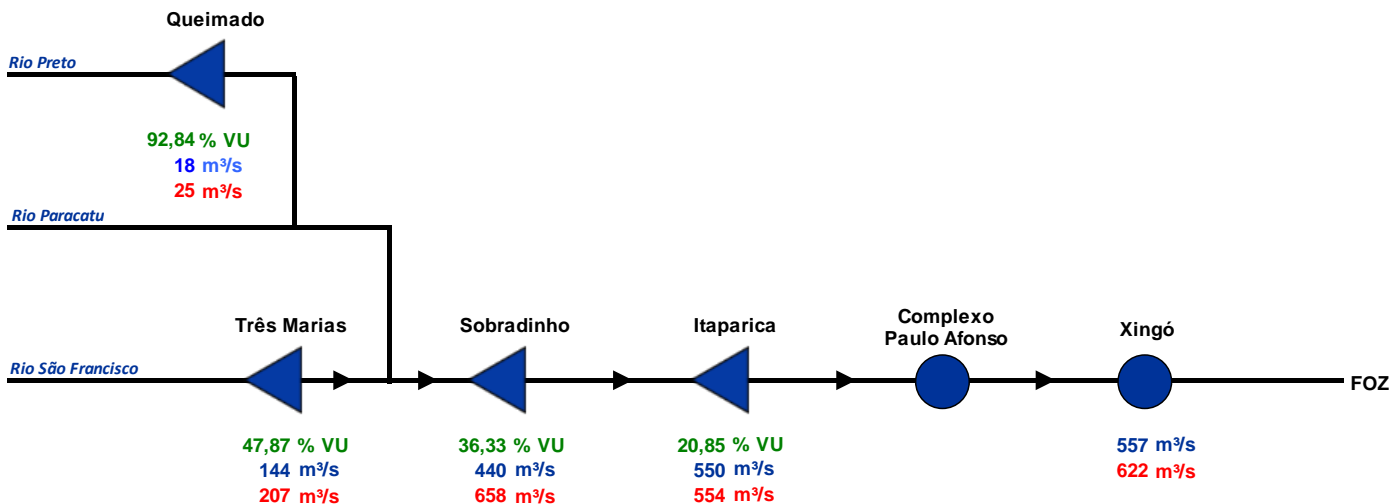 Queimado
Rio Preto
92,84 % VU
18 m³/s
25 m³/s
Rio Paracatu
Três Marias
Sobradinho
Itaparica
Complexo
Paulo Afonso
Xingó
Rio São Francisco
FOZ
47,87 % VU
144 m³/s
207 m³/s
36,33 % VU
440 m³/s
658 m³/s
20,85 % VU
550 m³/s
554 m³/s
557 m³/s
622 m³/s